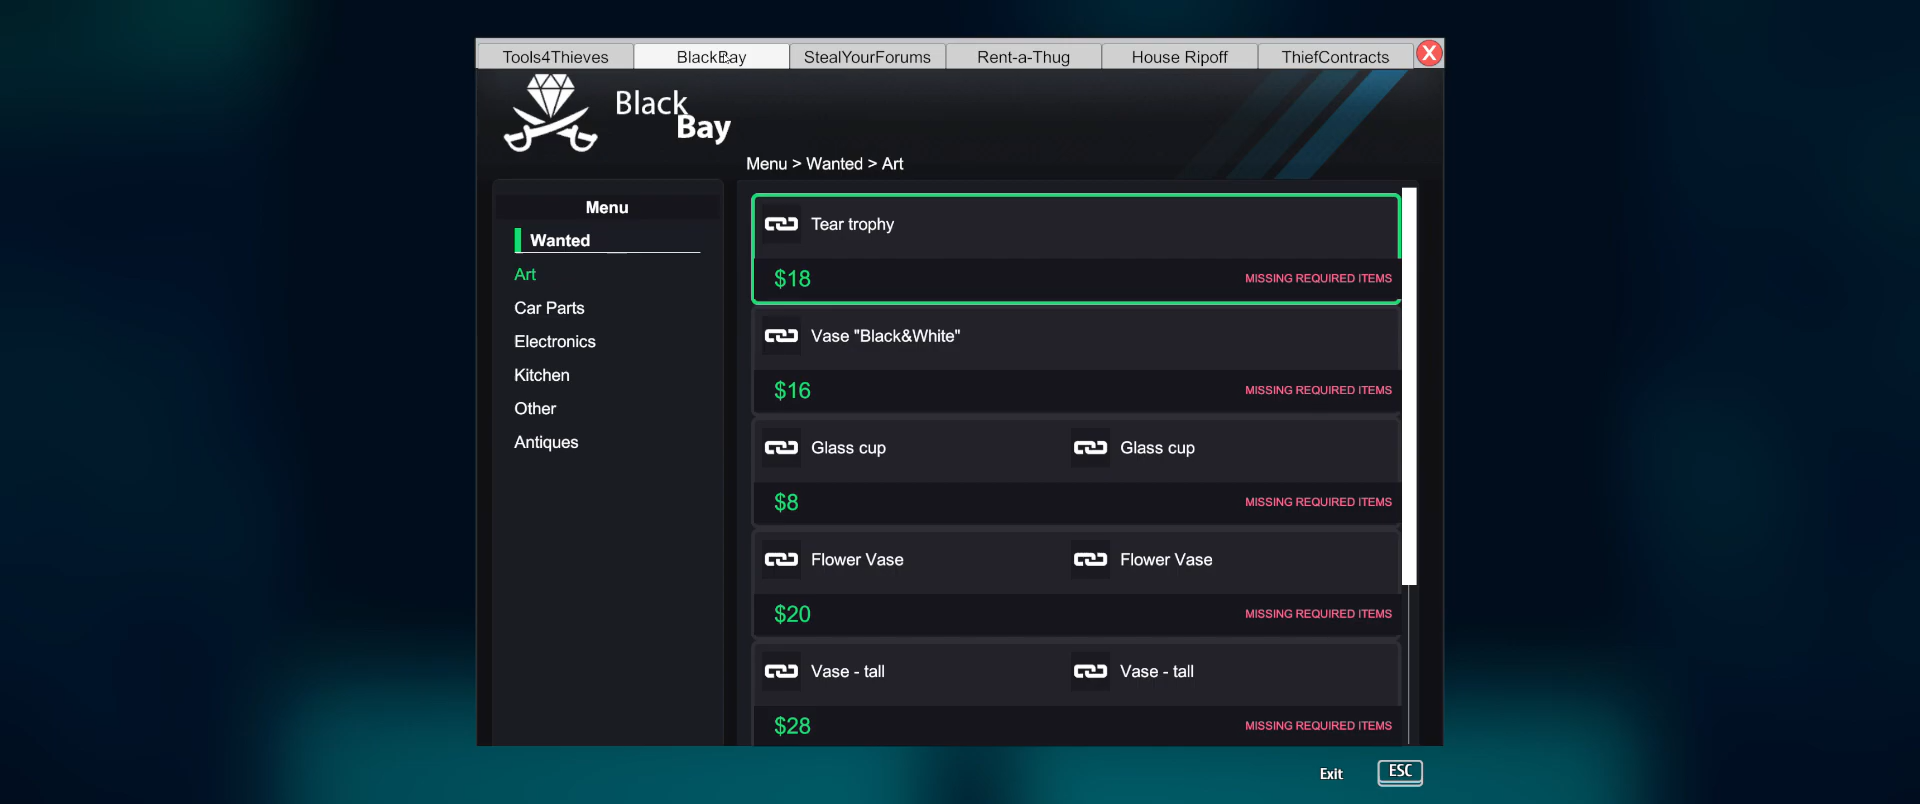 Tools4Thieves BlackBay StealYourForums Rent-a-Thug House Ripoff ThiefContracts X
Black
Bay
Menu > Wanted > Art
Menu
Wanted
Art
Car Parts
Electronics
Kitchen
Other
Antiques
Tear trophy
$18 MISSING REQUIRED ITEMS
Vase "Black&White"
$16 MISSING REQUIRED ITEMS
Glass cup Glass cup
$8 MISSING REQUIRED ITEMS
Flower Vase Flower Vase
$20 MISSING REQUIRED ITEMS
Vase - tall Vase - tall
$28 MISSING REQUIRED ITEMS
Exit ESC